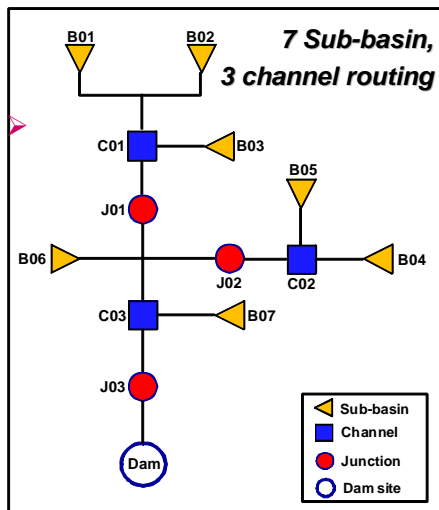 B01
B02
7 Sub-basin,
3 channel routing
C01
B03
B05
J01
B06
B04
J02
C02
C03
B07
J03
Dam
Sub-basin
Channel
Junction
Dam site